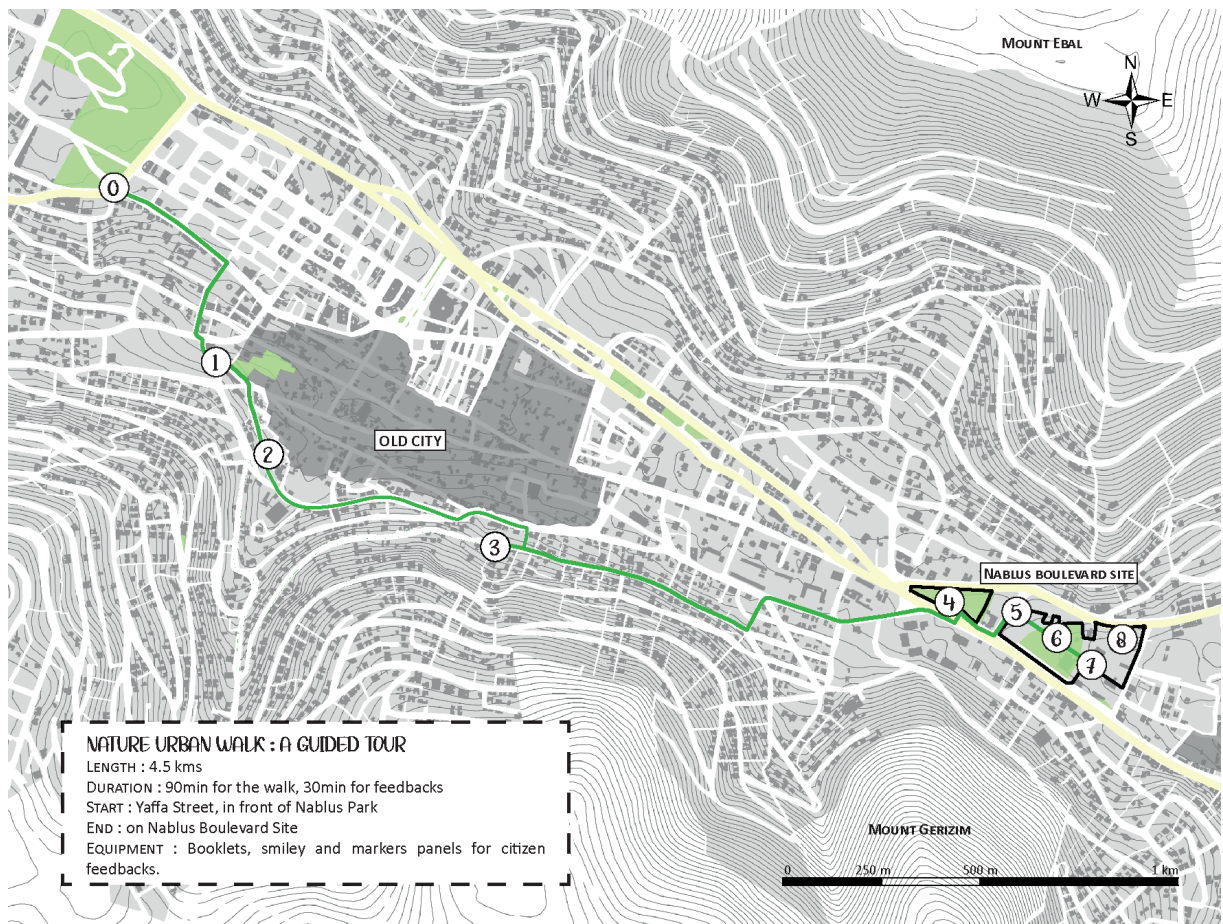 MOUNT EBAL
N
W E
S
0
1
OLD CITY
2
3
NABLUS BOULEVARD SITE
4
5
6
8
7
NATURE URBAN WALK : A GUIDED TOUR
LENGTH : 4.5 kms
DURATION : 90min for the walk, 30min for feedbacks
START : Yaffa Street, in front of Nablus Park
END : on Nablus Boulevard Site
EQUIPMENT : Booklets, smiley and markers panels for citizen
feedbacks.
MOUNT GERIZIM
0 250 m 500 m 1 km